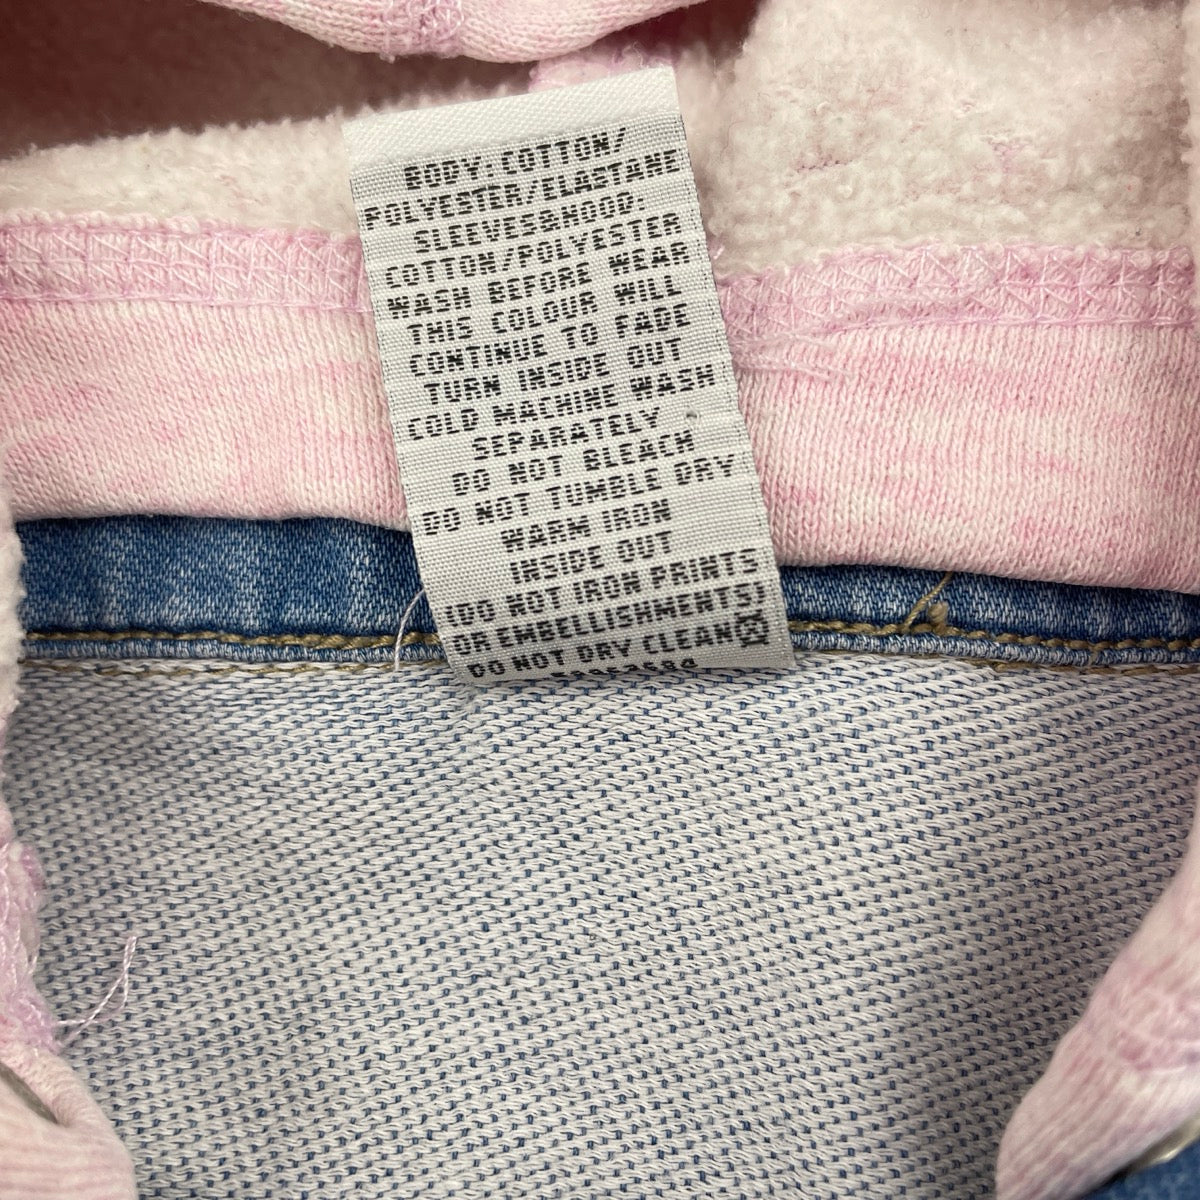 BODY:COTTON/
POLYESTER/ELASTANE
SLEEVES&HOOD:
COTTON/POLYESTER
WASH BEFORE WEAR
THIS COLOUR WILL
CONTINUE TO FADE
TURN INSIDE OUT
COLD MACHINE WASH
SEPARATELY
DO NOT BLEACH
DO NOT TUMBLE DRY
WARM IRON
INSIDE OUT
(DO NOT IRON PRINTS
OR EMBELLISHMENTS)
DO NOT DRY CLEAN